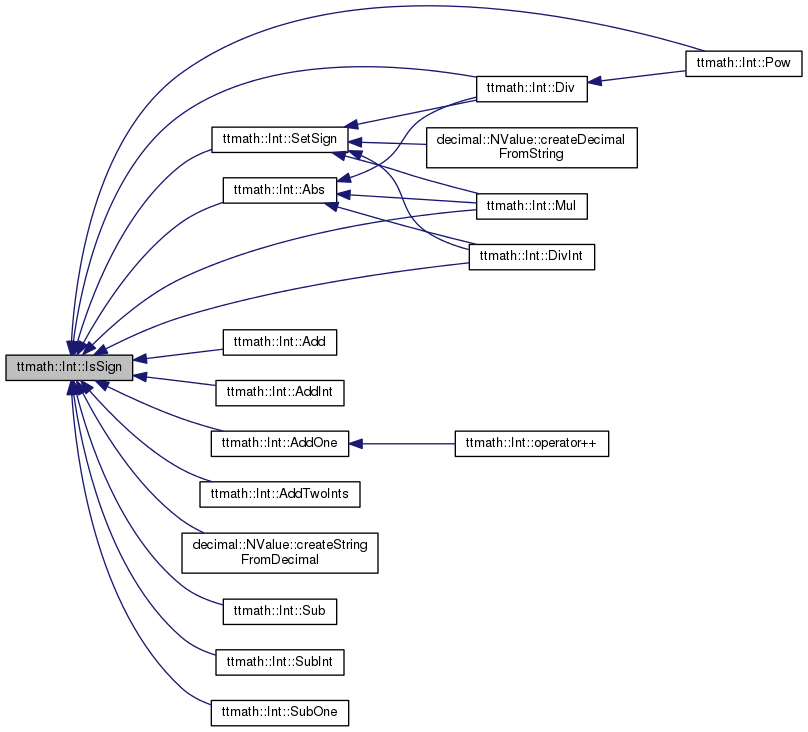 ttmath::Int::Pow
ttmath::Int::Div
ttmath::Int::SetSign
decimal::NValue::createDecimal
FromString
ttmath::Int::Abs
ttmath::Int::Mul
ttmath::Int::DivInt
ttmath::Int::Add
ttmath::Int::IsSign
ttmath::Int::AddInt
ttmath::Int::AddOne
ttmath::Int::operator++
ttmath::Int::AddTwoInts
decimal::NValue::createString
FromDecimal
ttmath::Int::Sub
ttmath::Int::SubInt
ttmath::Int::SubOne